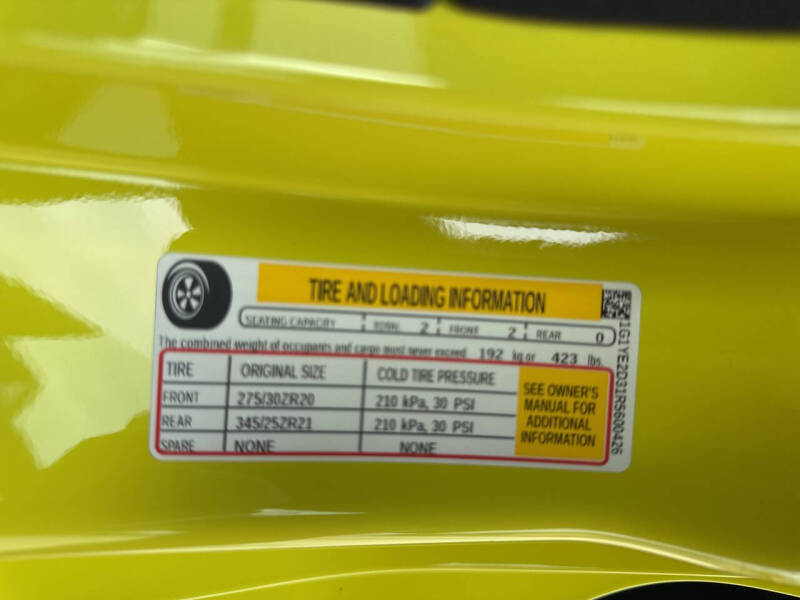 TIRE AND LOADING INFORMATION
SEATING CAPACITY TOTAL 2 FRONT 2 REAR 0
The combined weight of occupants and cargo must never exceed 192 kg or 423 lbs.
TIRE ORIGINAL SIZE COLD TIRE PRESSURE
FRONT 275/30ZR20 210 kPa, 30 PSI
REAR 345/25ZR21 210 kPa, 30 PSI
SPARE NONE NONE
SEE OWNER'S
MANUAL FOR
ADDITIONAL
INFORMATION
1G1YE2D31R5600426